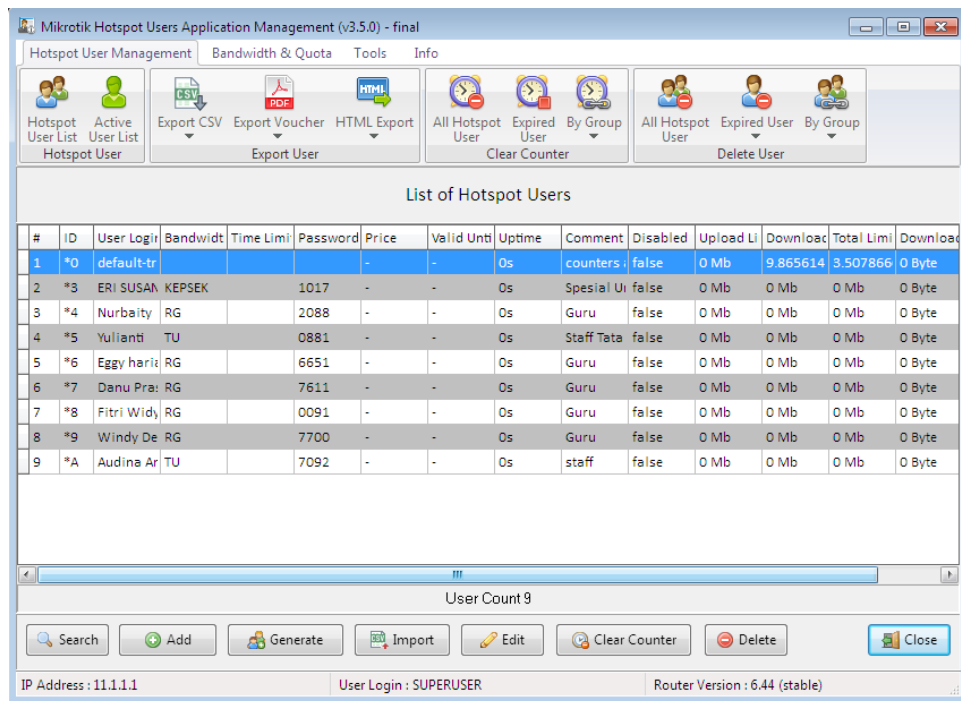 Mikrotik Hotspot Users Application Management (v3.5.0) - final
Hotspot User Management Bandwidth & Quota Tools Info
Hotspot User List Active User List Export CSV Export Voucher HTML Export All Hotspot User Expired User By Group All Hotspot User Expired User By Group
Hotspot User Export User Clear Counter Delete User
List of Hotspot Users
# ID User Login Bandwidt Time Limi Password Price Valid Unti Uptime Comment Disabled Upload Li Download Total Limi Download
1 *0 default-tr - - 0s counters false 0 Mb 9.865614 3.507866 0 Byte
2 *3 ERI SUSAN KEPSEK 1017 - - 0s Spesial false 0 Mb 0 Mb 0 Mb 0 Byte
3 *4 Nurbaity RG 2088 - - 0s Guru false 0 Mb 0 Mb 0 Mb 0 Byte
4 *5 Yulianti TU 0881 - - 0s Staff Tata false 0 Mb 0 Mb 0 Mb 0 Byte
5 *6 Eggy haria RG 6651 - - 0s Guru false 0 Mb 0 Mb 0 Mb 0 Byte
6 *7 Danu Pras RG 7611 - - 0s Guru false 0 Mb 0 Mb 0 Mb 0 Byte
7 *8 Fitri Widy RG 0091 - - 0s Guru false 0 Mb 0 Mb 0 Mb 0 Byte
8 *9 Windy De RG 7700 - - 0s Guru false 0 Mb 0 Mb 0 Mb 0 Byte
9 *A Audina Ar TU 7092 - - 0s staff false 0 Mb 0 Mb 0 Mb 0 Byte
User Count 9
Search Add Generate Import Edit Clear Counter Delete Close
IP Address : 11.1.1.1 User Login : SUPERUSER Router Version : 6.44 (stable)